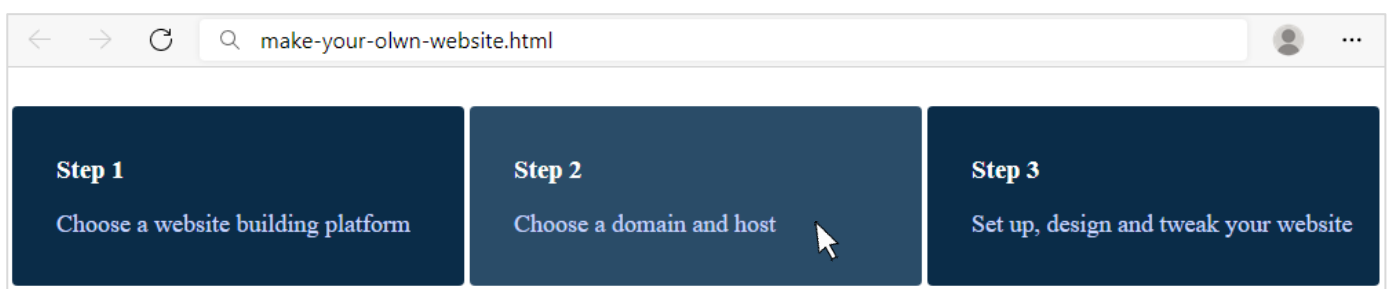 make-your-olwn-website.html
Step 1
Choose a website building platform
Step 2
Choose a domain and host
Step 3
Set up, design and tweak your website